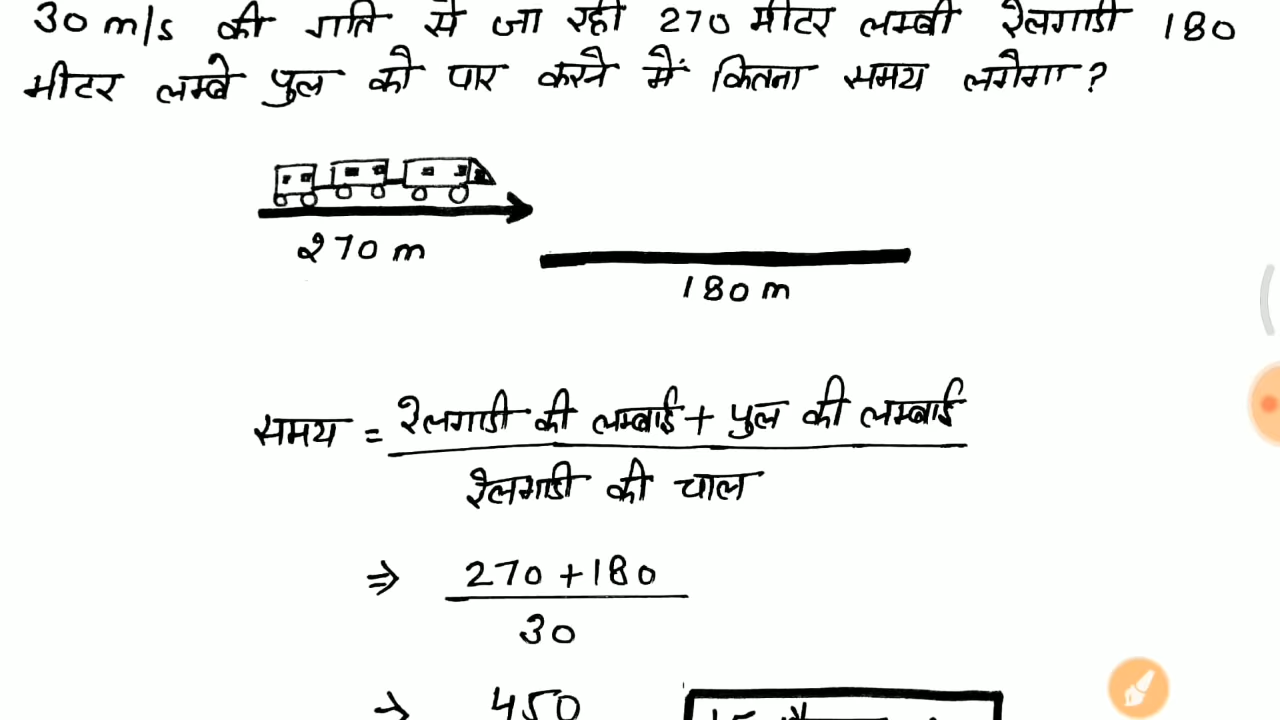 30 m/s की गति से जा रही 270 मीटर लम्बी रेलगाडी 180
मीटर लम्बे पुल को पार करने में कितना समय लगेगा?
270 m
180 m
समय = रेलगाडी की लम्बाई + पुल की लम्बाई
रेलगाडी की चाल
⇒ 270 + 180
30
450